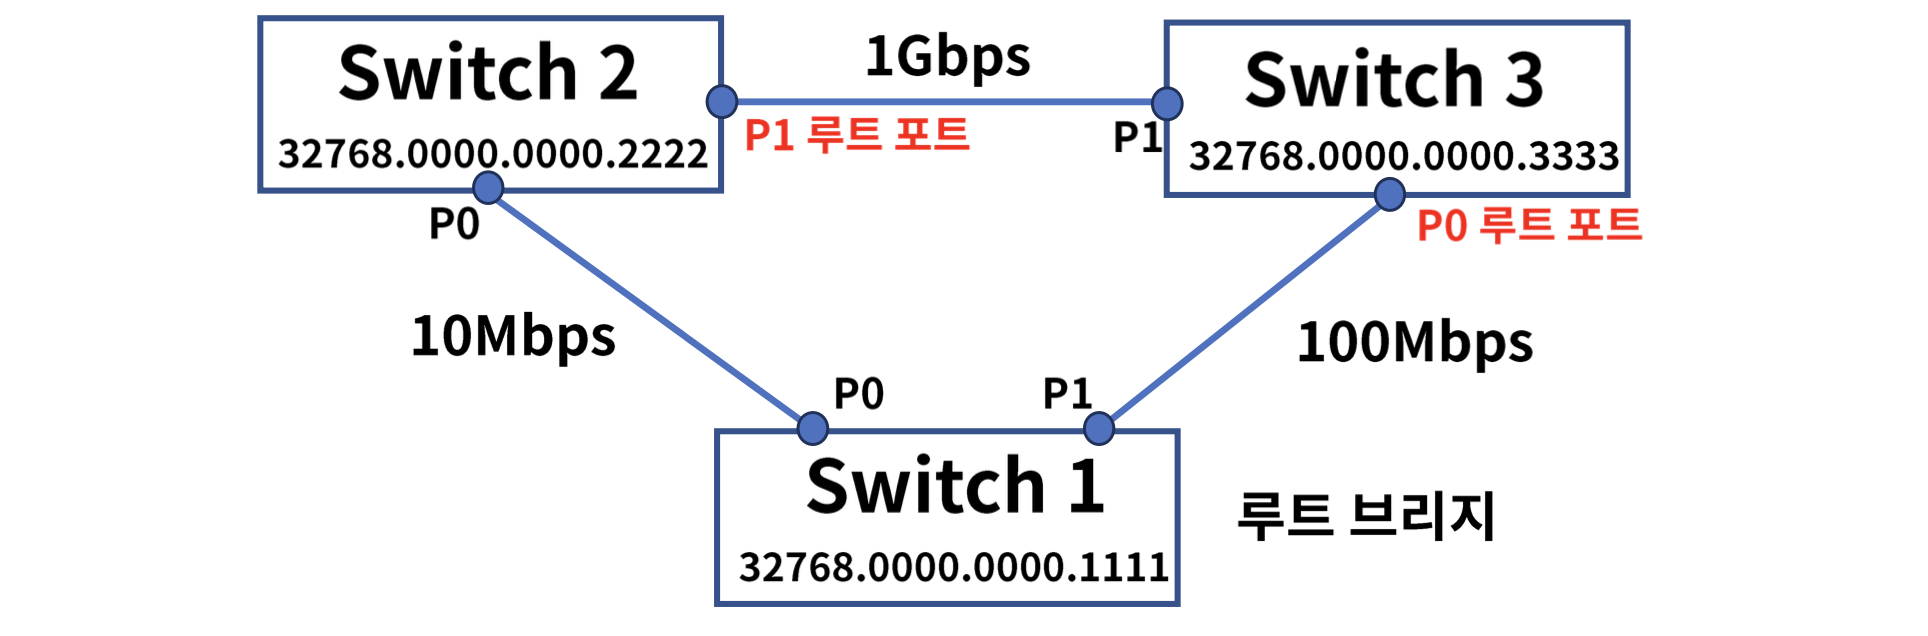 Switch 2
32768.0000.0000.2222
1Gbps
Switch 3
32768.0000.0000.3333
P1 루트 포트
P1
P0
P0 루트 포트
10Mbps
100Mbps
P0
P1
Switch 1
32768.0000.0000.1111
루트 브리지